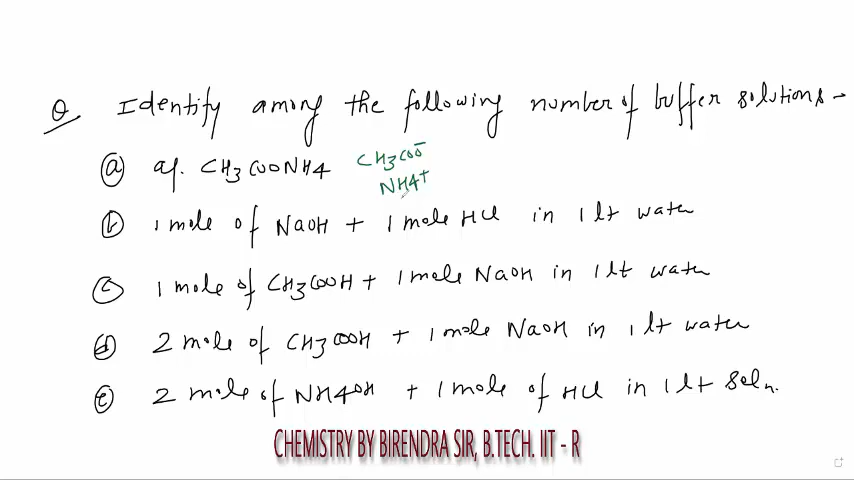 Q Identify among the following number of buffer solutions -
(a) aq. CH3COONH4 CH3COO- NH4+
(b) 1 mole of NaOH + 1 mole HCl in 1 lt water
(c) 1 mole of CH3COOH + 1 mole NaOH in 1 lt water
(d) 2 mole of CH3COOH + 1 mole NaOH in 1 lt water
(e) 2 mole of NH4OH + 1 mole of HCl in 1 lt Soln.
CHEMISTRY BY BIRENDRA SIR, B.TECH. IIT - R